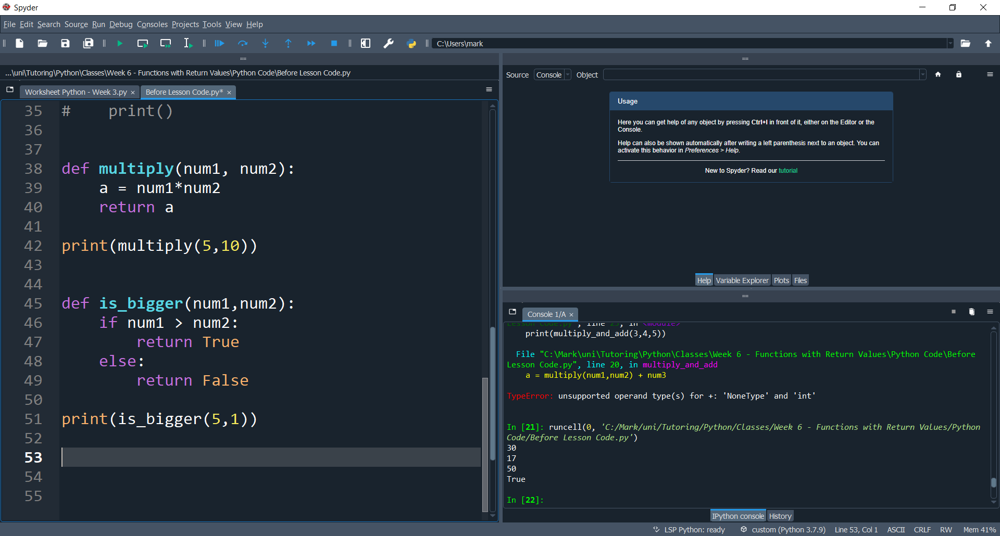 Spyder
File Edit Search Source Run Debug Consoles Projects Tools View Help
C:\Users\mark
...\uni\Tutoring\Python\Classes\Week 6 - Functions with Return Values\Python Code\Before Lesson Code.py
Worksheet Python - Week 3.py × Before Lesson Code.py* ×
35 #    print()
36
37
38 def multiply(num1, num2):
39     a = num1*num2
40     return a
41
42 print(multiply(5,10))
43
44
45 def is_bigger(num1,num2):
46     if num1 > num2:
47         return True
48     else:
49         return False
50
51 print(is_bigger(5,1))
52
53
54
55
Source Console Object
Usage
Here you can get help of any object by pressing Ctrl+I in front of it, either on the Editor or the
Console.
Help can also be shown automatically after writing a left parenthesis next to an object. You can
activate this behavior in Preferences > Help.
New to Spyder? Read our tutorial
Help Variable Explorer Plots Files
Console 1/A ×
Lesson Code.py", line 25, in <module>
    print(multiply_and_add(3,4,5))
  File "C:\Mark\uni\Tutoring\Python\Classes\Week 6 - Functions with Return Values\Python Code\Before
Lesson Code.py", line 20, in multiply_and_add
    a = multiply(num1,num2) + num3
TypeError: unsupported operand type(s) for +: 'NoneType' and 'int'
In [21]: runcell(0, 'C:/Mark/uni/Tutoring/Python/Classes/Week 6 - Functions with Return Values/Python
Code/Before Lesson Code.py')
30
17
50
True
In [22]:
IPython console History
LSP Python: ready custom (Python 3.7.9) Line 53, Col 1 ASCII CRLF RW Mem 41%